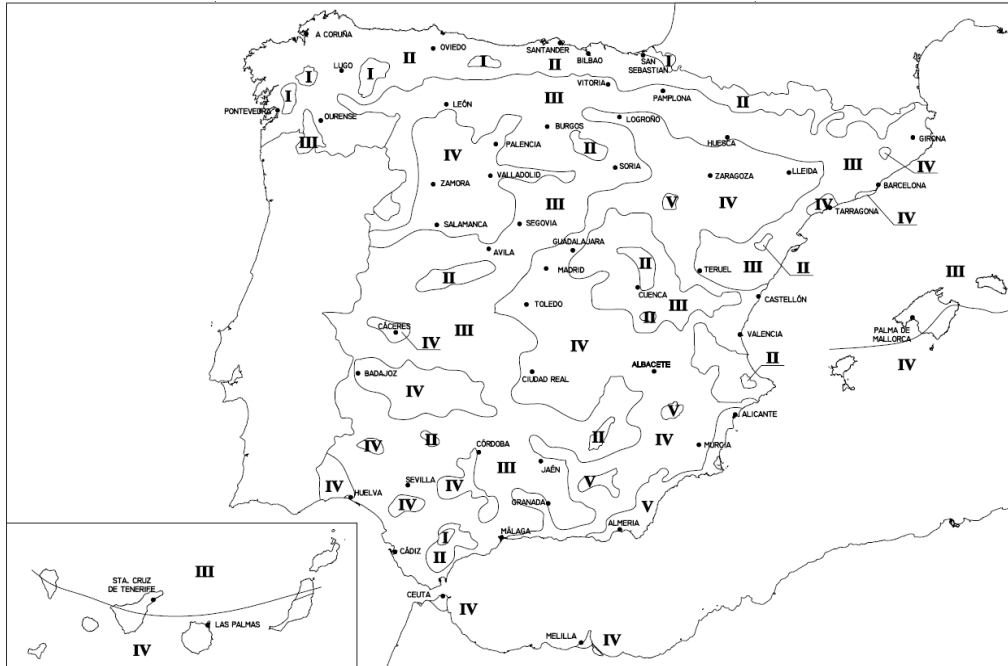 A CORUÑA
OVIEDO
SANTANDER
BILBAO
SAN
SEBASTIAN
I
II
I
II
LUGO
I
I
VITORIA
PAMPLONA
II
III
I
PONTEVEDRA
OURENSE
LEÓN
LOGROÑO
BURGOS
HUESCA
GIRONA
III
IV
PALENCIA
II
III
IV
SORIA
ZARAGOZA
LLEIDA
VALLADOLID
ZAMORA
BARCELONA
III
V
IV
IV
TARRAGONA
IV
SALAMANCA
SEGOVIA
AVILA
GUADALAJARA
MADRID
II
II
TERUEL
III
II
III
CUENCA
CASTELLÓN
TOLEDO
III
II
PALMA DE
MALLORCA
CÁCERES
IV
III
IV
VALENCIA
IV
BADAJOZ
IV
CIUDAD REAL
ALBACETE
II
V
ALICANTE
IV
II
CÓRDOBA
II
IV
MURCIA
III
JAÉN
SEVILLA
IV
V
IV
HUELVA
IV
GRANADA
V
I
MÁLAGA
ALMERIA
CÁDIZ
II
CEUTA
IV
MELILLA
IV
III
STA. CRUZ
DE TENERIFE
LAS PALMAS
IV